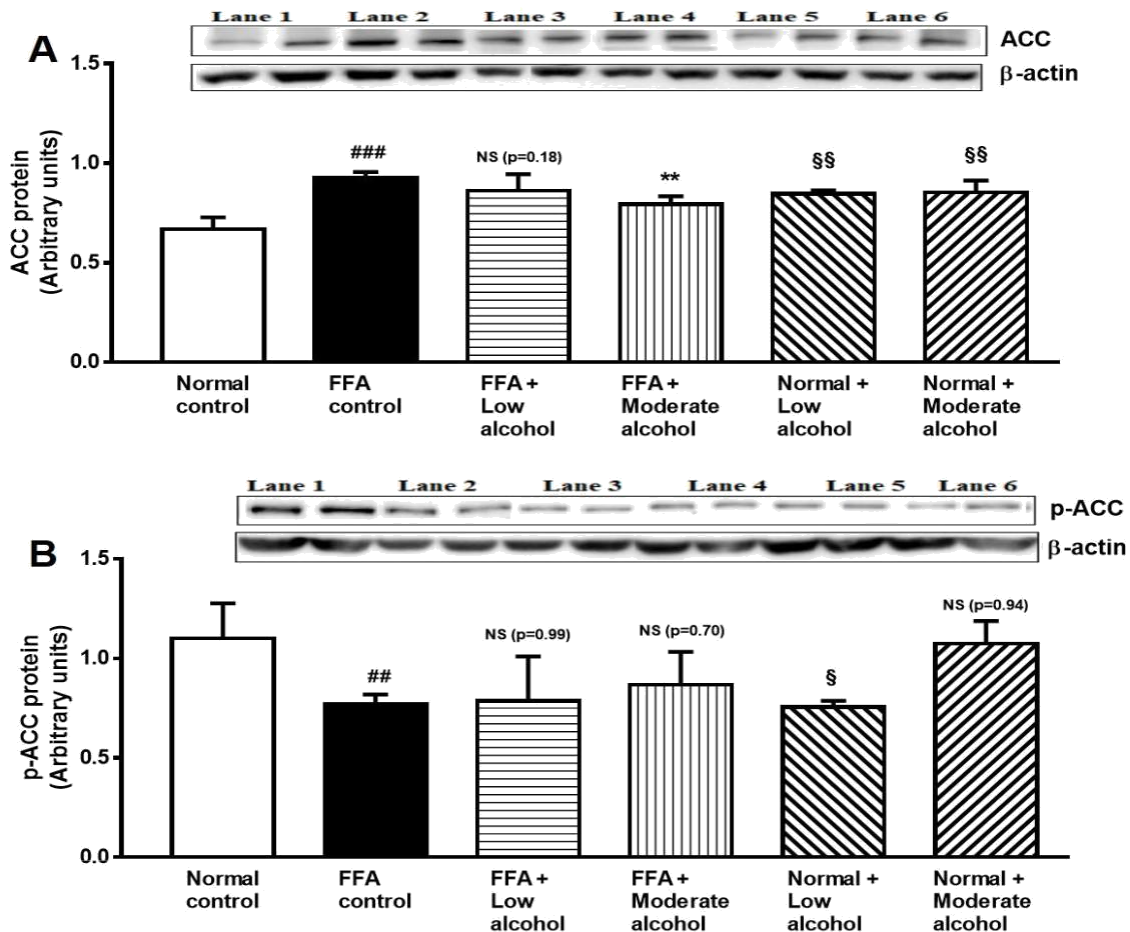 Lane 1 Lane 2 Lane 3 Lane 4 Lane 5 Lane 6
A
ACC
β-actin
ACC protein
(Arbitrary units)
1.5
1.0
0.5
0.0
###
NS (p=0.18)
**
§§
§§
Normal
control
FFA
control
FFA +
Low
alcohol
FFA +
Moderate
alcohol
Normal +
Low
alcohol
Normal +
Moderate
alcohol
Lane 1 Lane 2 Lane 3 Lane 4 Lane 5 Lane 6
p-ACC
β-actin
B
p-ACC protein
(Arbitrary units)
1.5
1.0
0.5
0.0
##
NS (p=0.99)
NS (p=0.70)
§
NS (p=0.94)
Normal
control
FFA
control
FFA +
Low
alcohol
FFA +
Moderate
alcohol
Normal +
Low
alcohol
Normal +
Moderate
alcohol